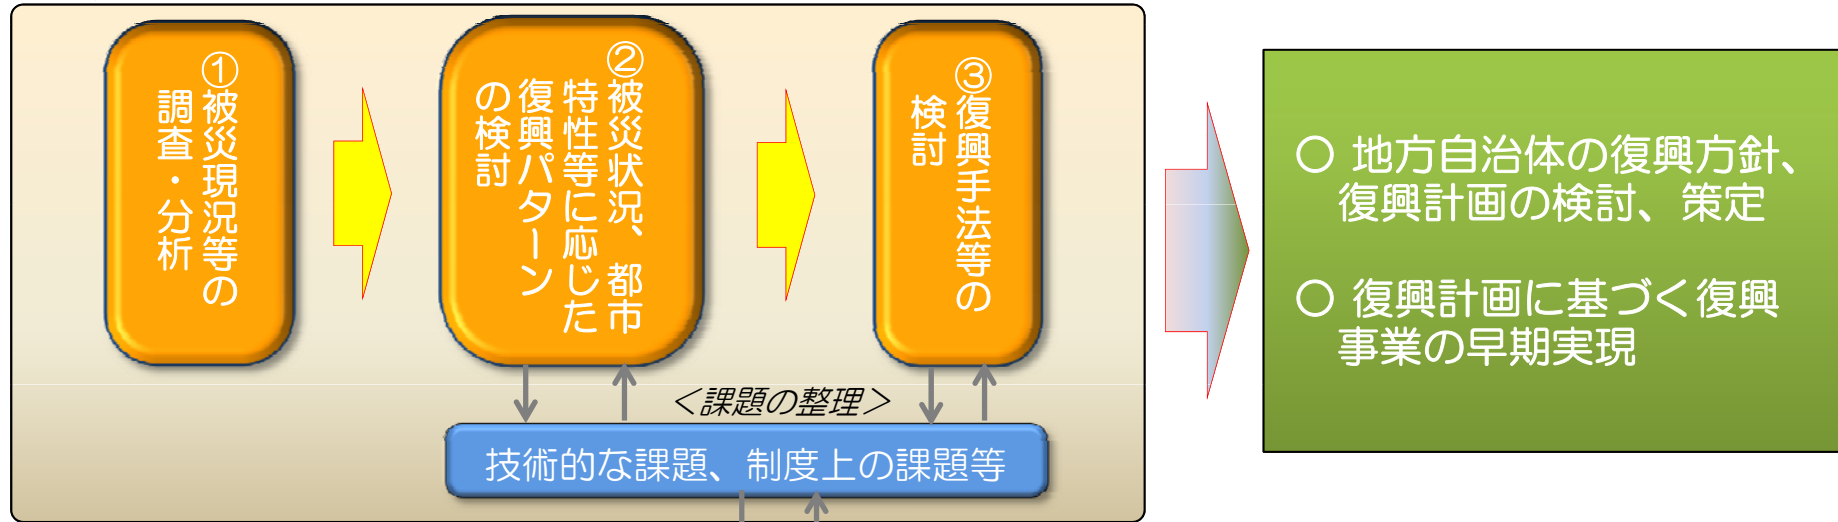 ①被災現況等の
調査・分析
②被災状況、都市
特性等に応じた
復興パターン
の検討
③復興手法等の
検討
＜課題の整理＞
技術的な課題、制度上の課題等
○ 地方自治体の復興方針、
復興計画の検討、策定
○ 復興計画に基づく復興
事業の早期実現